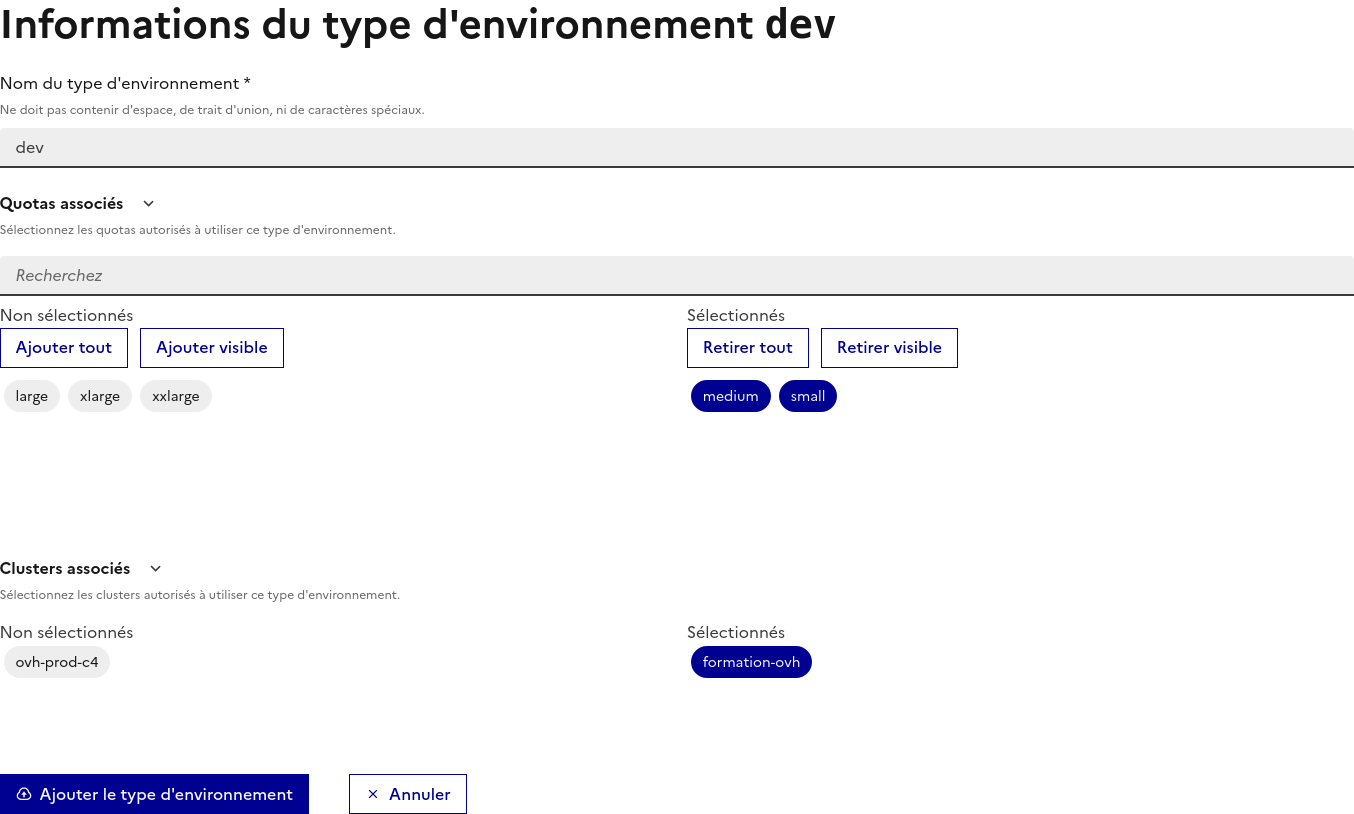 Informations du type d'environnement dev
Nom du type d'environnement *
Ne doit pas contenir d'espace, de trait d'union, ni de caractères spéciaux.
dev
Quotas associés
Sélectionnez les quotas autorisés à utiliser ce type d'environnement.
Recherchez
Non sélectionnés
Ajouter tout Ajouter visible
large xlarge xxlarge
Sélectionnés
Retirer tout Retirer visible
medium small
Clusters associés
Sélectionnez les clusters autorisés à utiliser ce type d'environnement.
Non sélectionnés
ovh-prod-c4
Sélectionnés
formation-ovh
Ajouter le type d'environnement Annuler